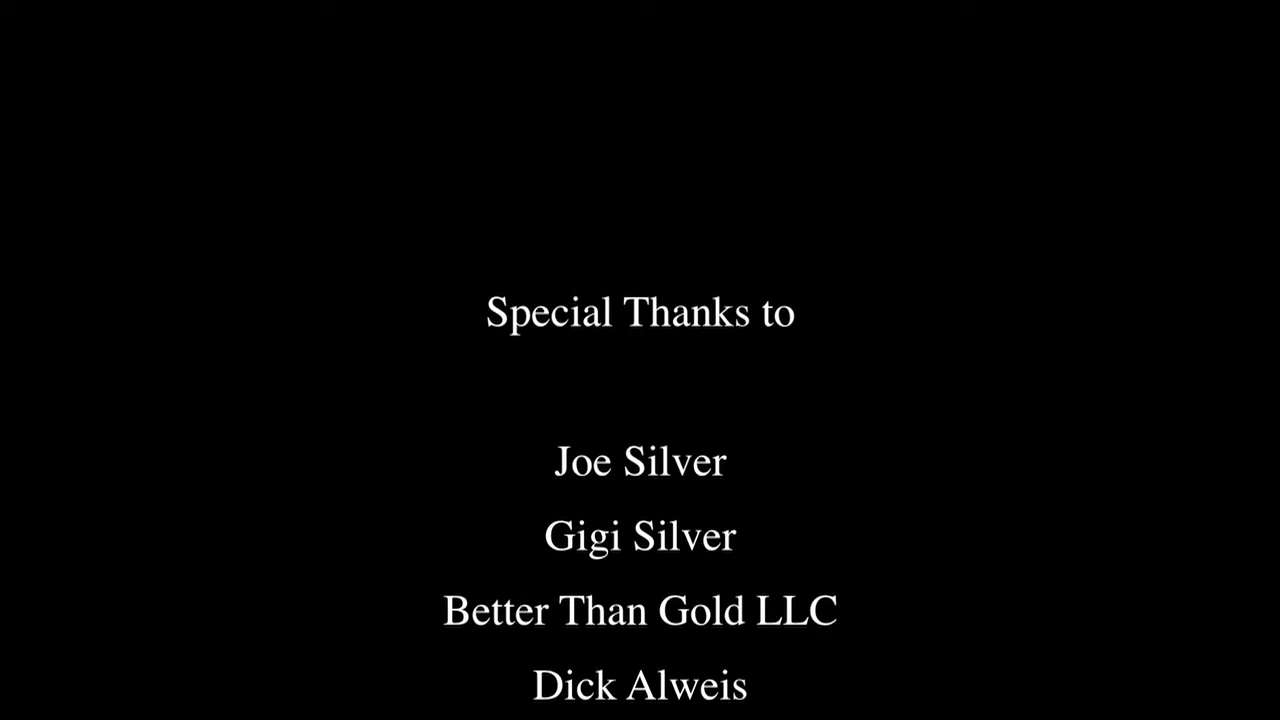 Special Thanks to
Joe Silver
Gigi Silver
Better Than Gold LLC
Dick Alweis